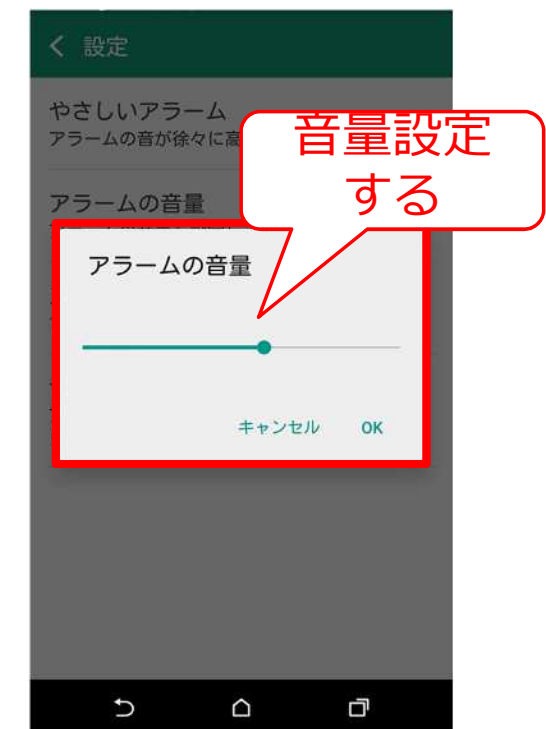 設定
やさしいアラーム
アラームの音が徐々に高
音量設定
する
アラームの音量
アラームの音量
キャンセル OK